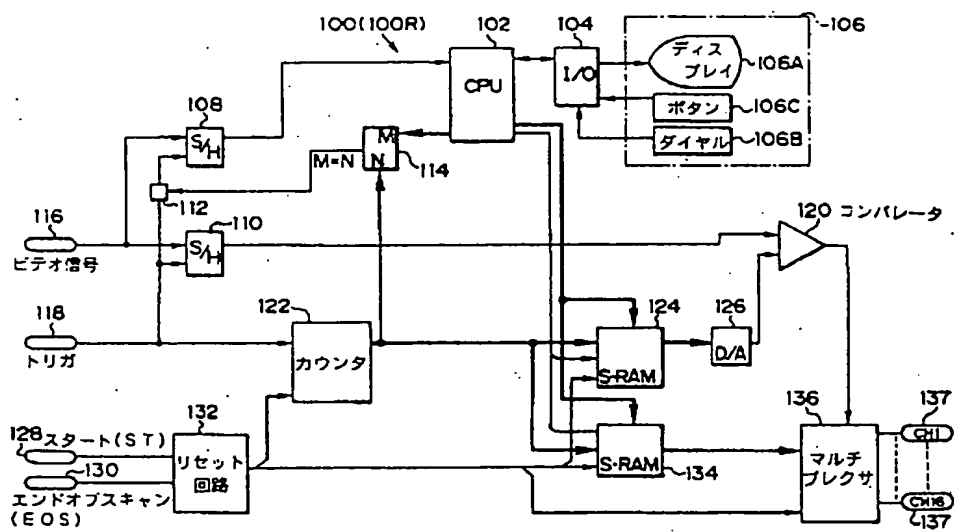 100(100R)
102
CPU
104
I/O
106
ディス
プレイ
106A
ボタン
106C
ダイヤル
106B
108
S/H
M
N
M=N
114
112
110
S/H
116
ビデオ信号
120 コンパレータ
118
トリガ
122
カウンタ
124
S-RAM
126
D/A
128
スタート(ST)
130
エンドオブスキャン
(EOS)
132
リセット
回路
S-RAM
134
136
マルチ
プレクサ
137
CH1
CH16
137